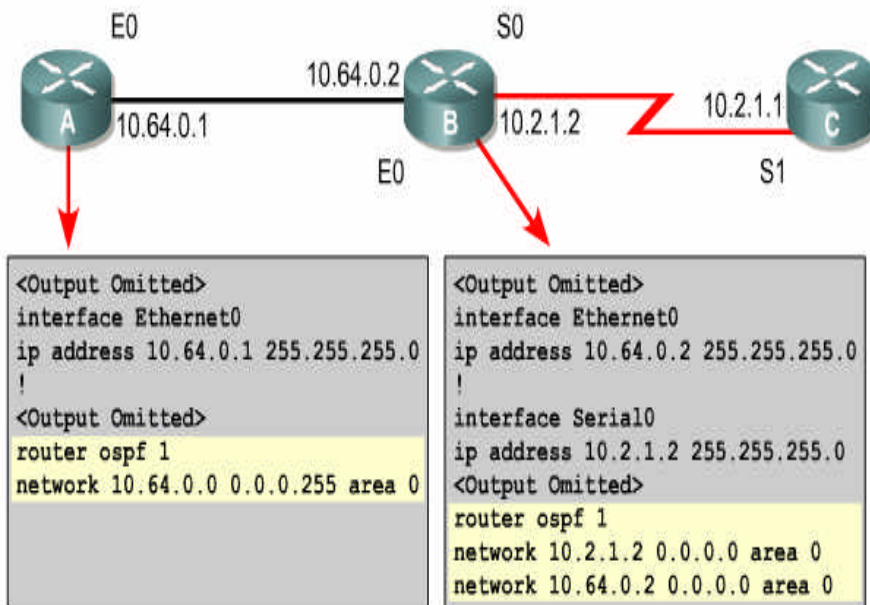 E0
S0
10.64.0.2
10.2.1.1
A
10.64.0.1
B
10.2.1.2
C
E0
S1
<Output Omitted>
interface Ethernet0
ip address 10.64.0.1 255.255.255.0
!
<Output Omitted>
router ospf 1
network 10.64.0.0 0.0.0.255 area 0
<Output Omitted>
interface Ethernet0
ip address 10.64.0.2 255.255.255.0
!
interface Serial0
ip address 10.2.1.2 255.255.255.0
<Output Omitted>
router ospf 1
network 10.2.1.2 0.0.0.0 area 0
network 10.64.0.2 0.0.0.0 area 0